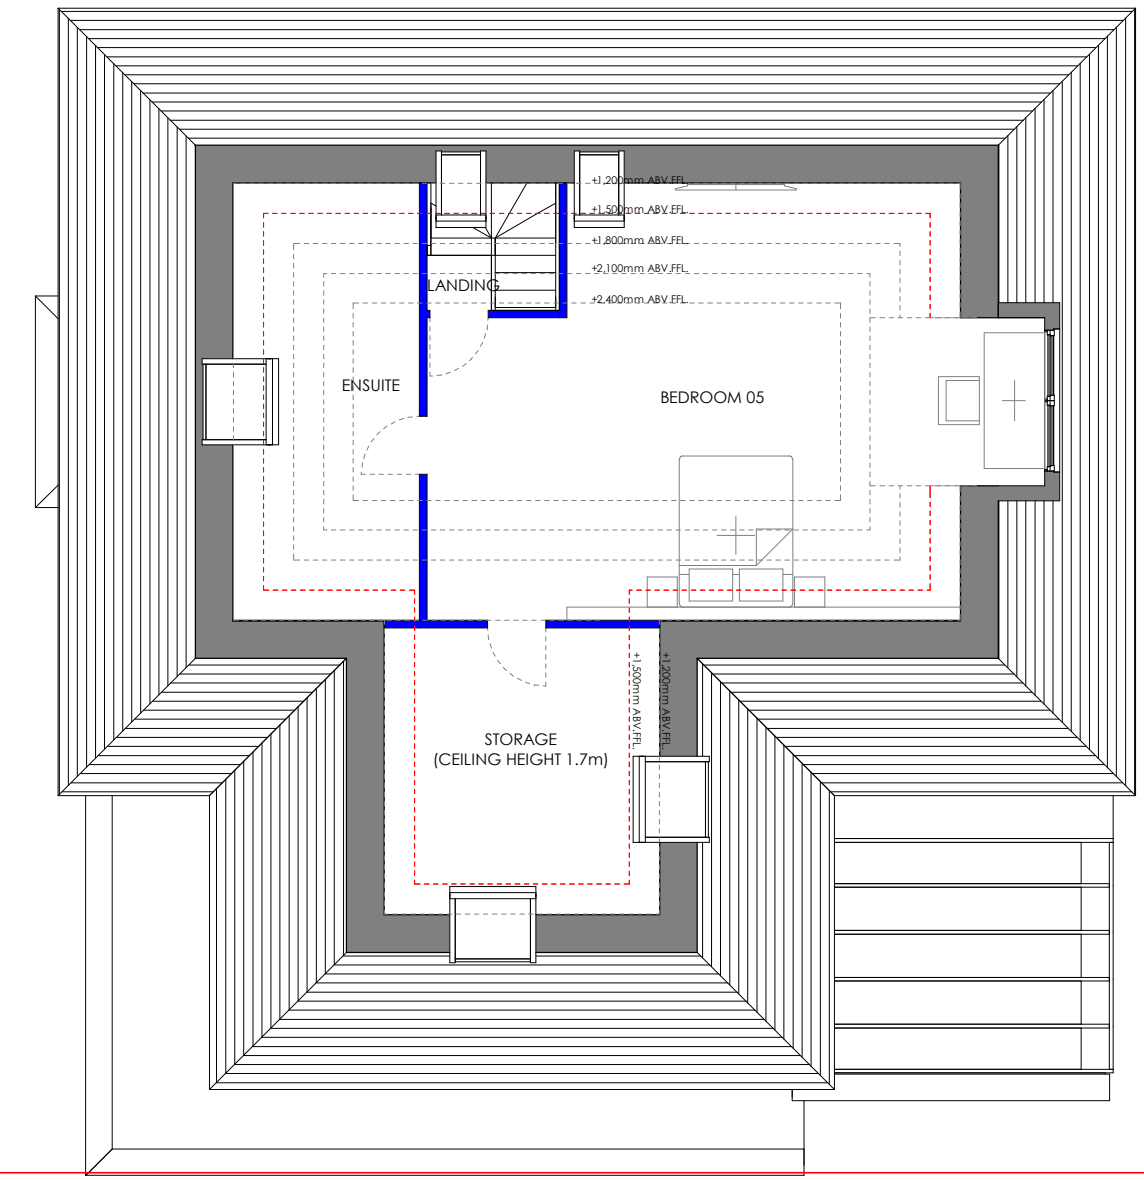 +1,200mm ABV.FFL.
+1,500mm ABV.FFL.
+1,800mm ABV.FFL.
+2,100mm ABV.FFL.
LANDING
+2,400mm ABV.FFL.
ENSUITE
BEDROOM 05
+1,500mm ABV.FFL.
+1,200mm ABV.FFL.
STORAGE
(CEILING HEIGHT 1.7m)